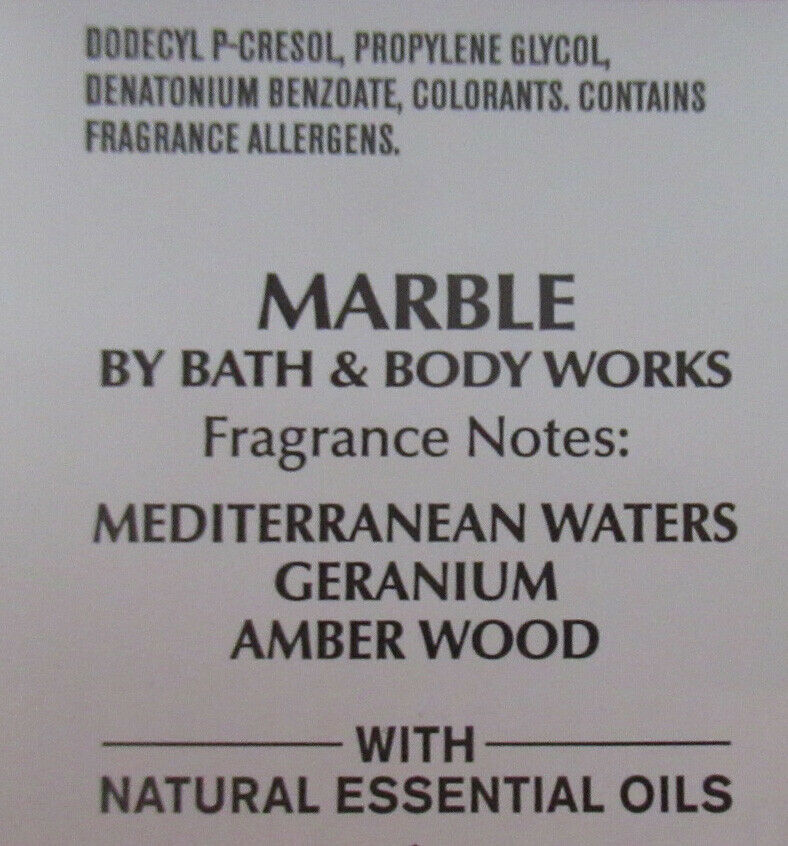 DODECYL P-CRESOL, PROPYLENE GLYCOL,
DENATONIUM BENZOATE, COLORANTS. CONTAINS
FRAGRANCE ALLERGENS.
MARBLE
BY BATH & BODY WORKS
Fragrance Notes:
MEDITERRANEAN WATERS
GERANIUM
AMBER WOOD
WITH
NATURAL ESSENTIAL OILS